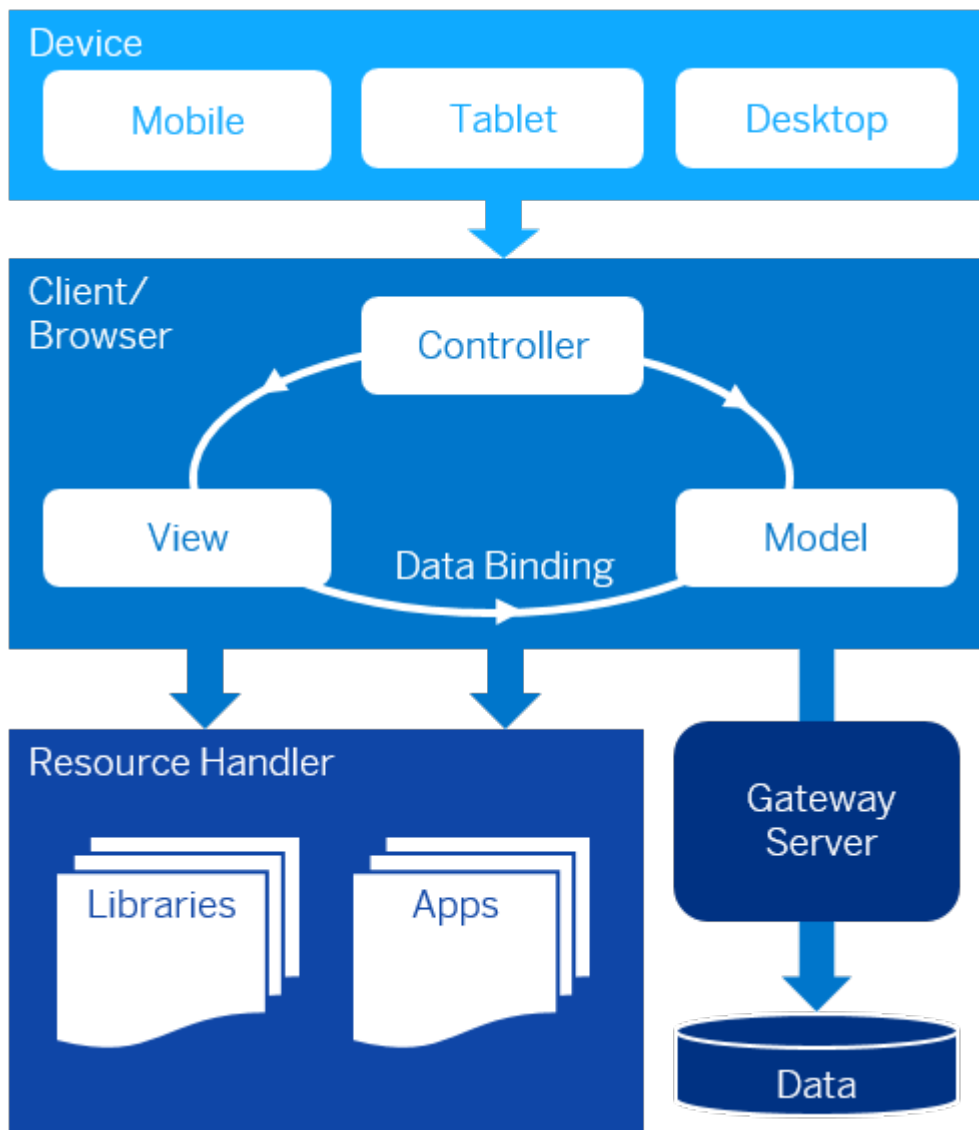 Device
Mobile
Tablet
Desktop
Client/
Browser
Controller
View
Model
Data Binding
Resource Handler
Libraries
Apps
Gateway
Server
Data